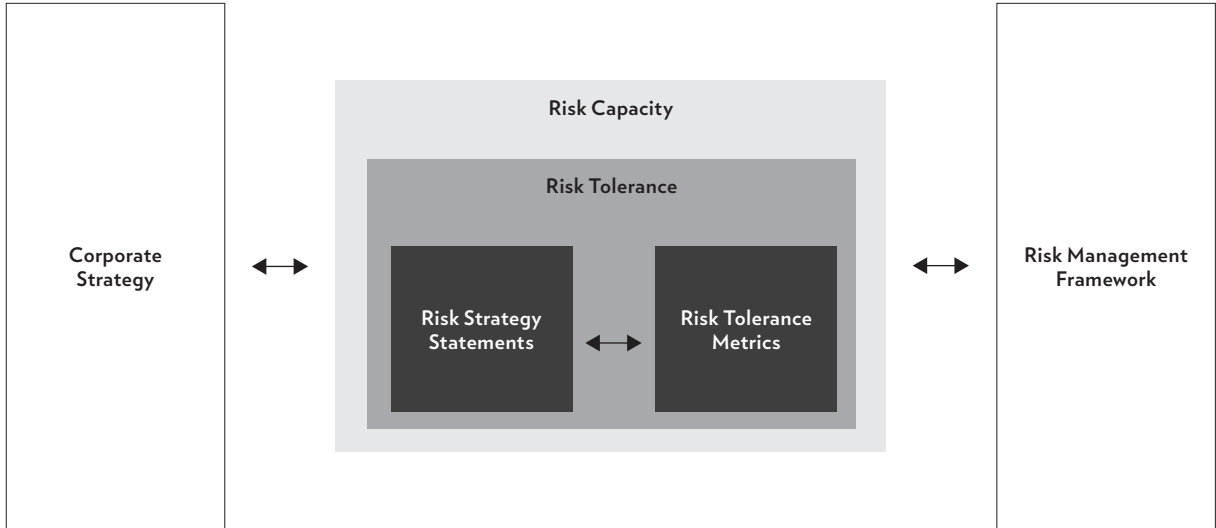 Risk Capacity
Risk Tolerance
Corporate
Strategy
Risk Strategy
Statements
Risk Tolerance
Metrics
Risk Management
Framework